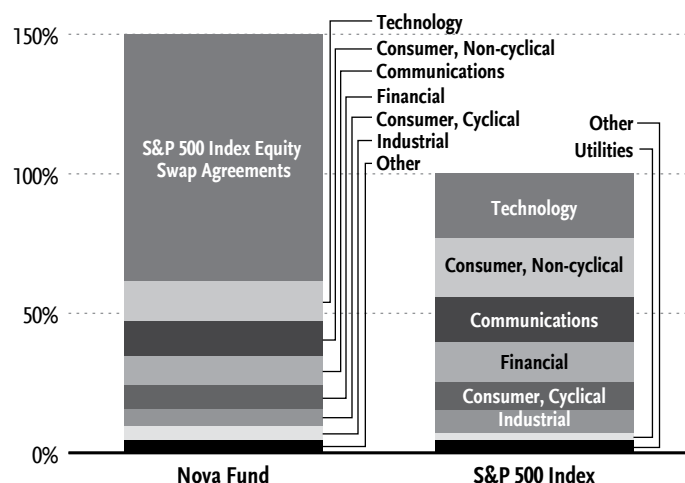 150%
100%
50%
0%
S&P 500 Index Equity
Swap Agreements
Technology
Consumer, Non-cyclical
Communications
Financial
Consumer, Cyclical
Industrial
Other
Other
Utilities
Technology
Consumer, Non-cyclical
Communications
Financial
Consumer, Cyclical
Industrial
Nova Fund
S&P 500 Index